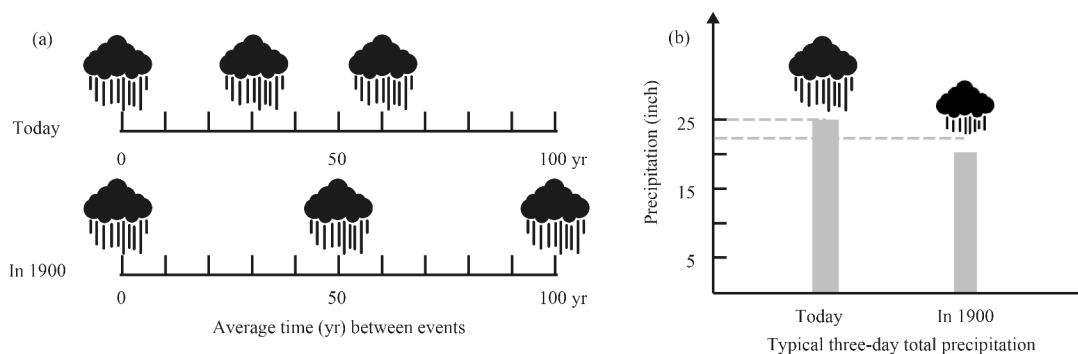 (a)
Today
0 50 100 yr
In 1900
0 50 100 yr
Average time (yr) between events
(b)
Precipitation (inch)
25
15
5
Today In 1900
Typical three-day total precipitation